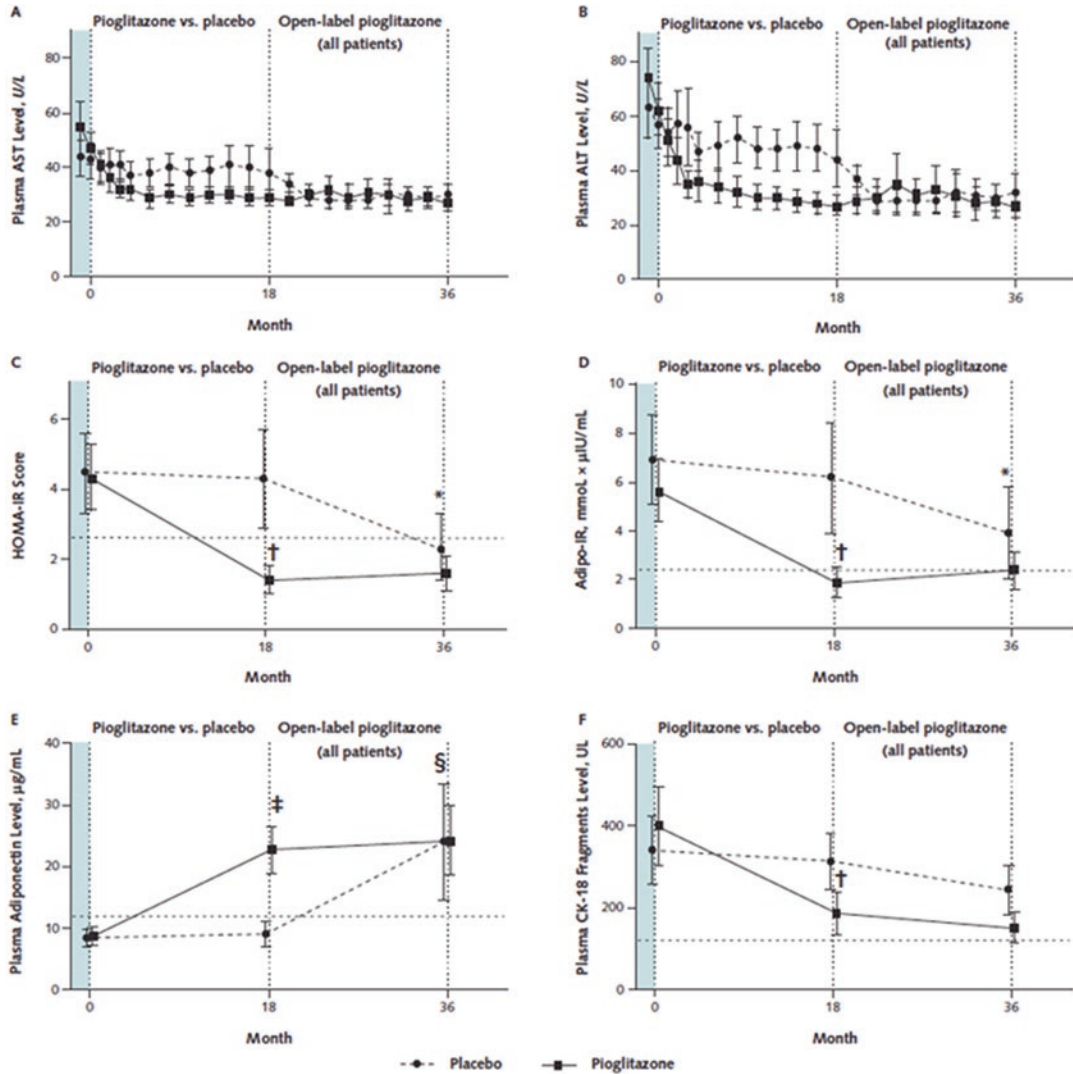 A
Pioglitazone vs. placebo
Open-label pioglitazone
(all patients)
Plasma AST Level, U/L
80
60
40
20
0
0
18
36
Month
B
Pioglitazone vs. placebo
Open-label pioglitazone
(all patients)
Plasma ALT Level, U/L
80
60
40
20
0
0
18
36
Month
C
Pioglitazone vs. placebo
Open-label pioglitazone
(all patients)
HOMA-IR Score
6
4
2
0
†
*
0
18
36
Month
D
Pioglitazone vs. placebo
Open-label pioglitazone
(all patients)
Adipo-IR, mmoL × µIU/mL
10
8
6
4
2
0
†
*
0
18
36
Month
E
Pioglitazone vs. placebo
Open-label pioglitazone
(all patients)
Plasma Adiponectin Level, µg/mL
40
30
20
10
0
‡
§
0
18
36
Month
F
Pioglitazone vs. placebo
Open-label pioglitazone
(all patients)
Plasma CK-18 Fragments Level, UL
600
400
200
0
†
0
18
36
Month
Placebo
Pioglitazone